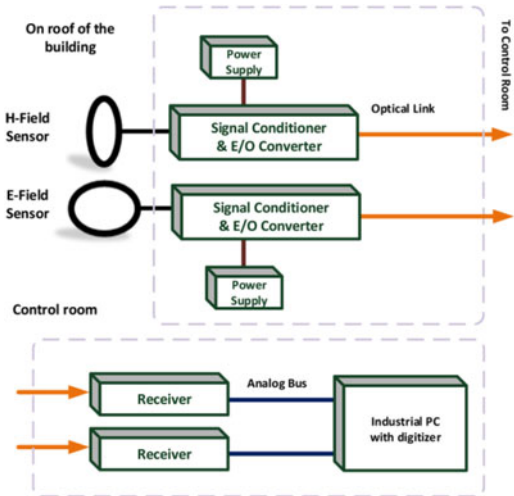 On roof of the
building
Power
Supply
To Control Room
H-Field
Sensor
Signal Conditioner
& E/O Converter
Optical Link
E-Field
Sensor
Signal Conditioner
& E/O Converter
Power
Supply
Control room
Receiver
Analog Bus
Industrial PC
with digitizer
Receiver